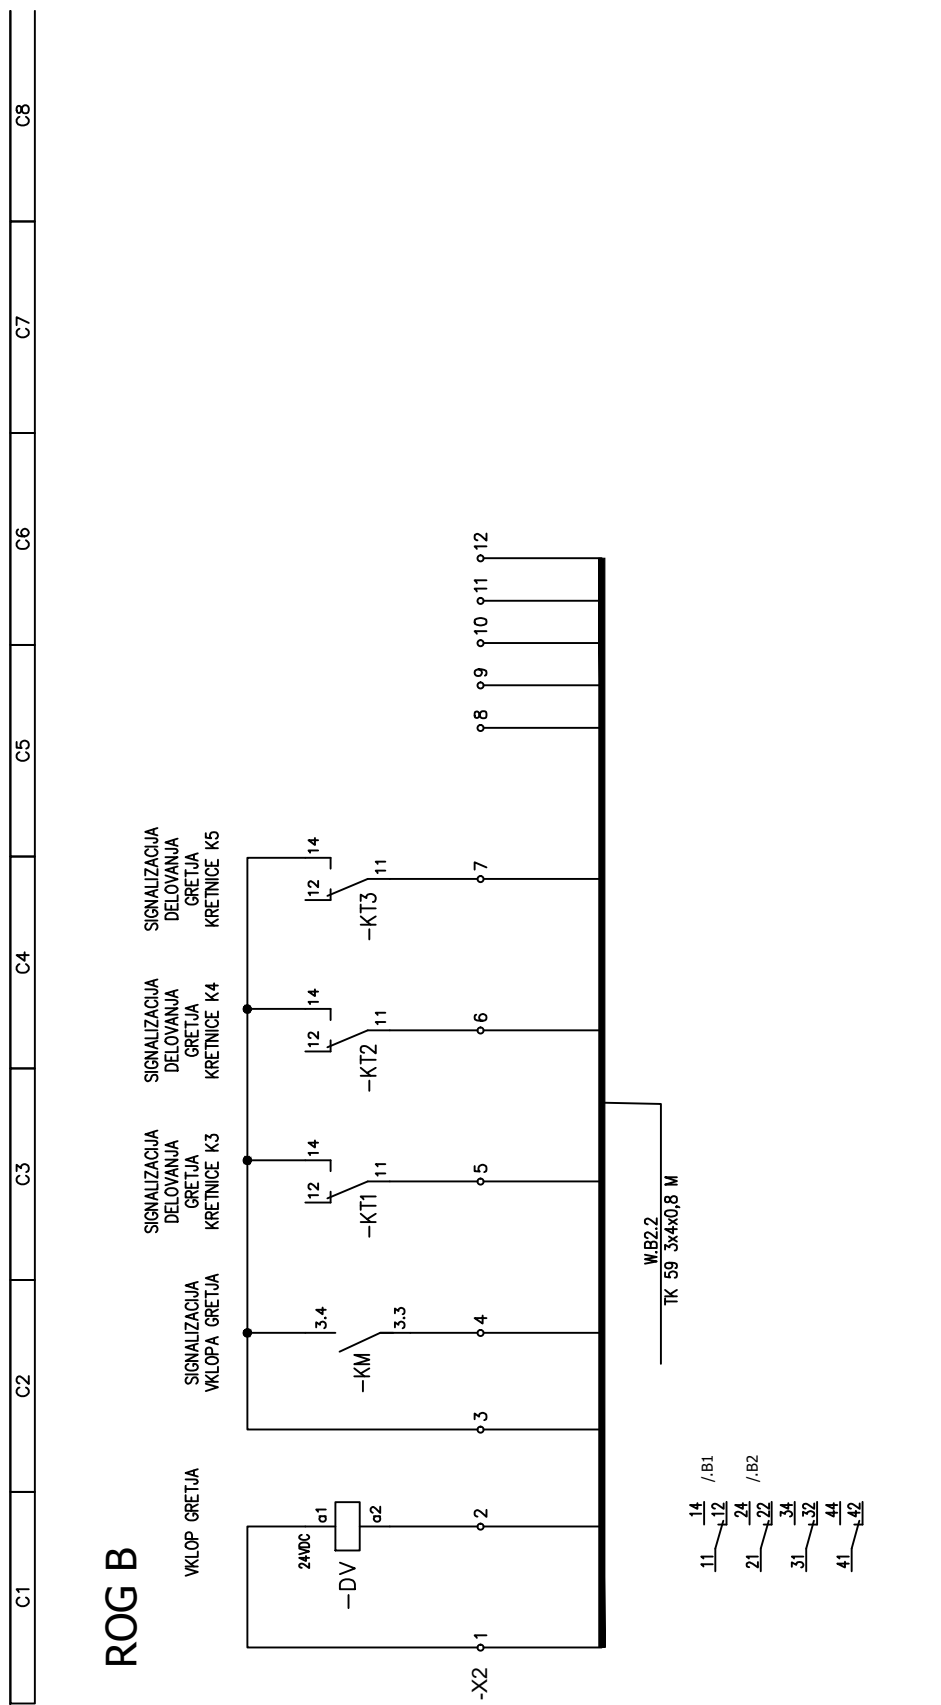 C1
C2
C3
C4
C5
C6
C7
C8
ROG B
VKLOP GRETJA
SIGNALIZACIJA
VKLOPA GRETJA
SIGNALIZACIJA
DELOVANJA
GRETJA
KRETNICE K3
SIGNALIZACIJA
DELOVANJA
GRETJA
KRETNICE K4
SIGNALIZACIJA
DELOVANJA
GRETJA
KRETNICE K5
24VDC
a1
-DV
a2
3.4
-KM
3.3
12
14
-KT1
11
12
14
-KT2
11
12
14
-KT3
11
-X2
1
2
3
4
5
6
7
8
9
10
11
12
W.B2.2
TK 59 3x4x0,8 M
11
14
12
/.B1
21
24
22
/.B2
31
34
32
41
44
42